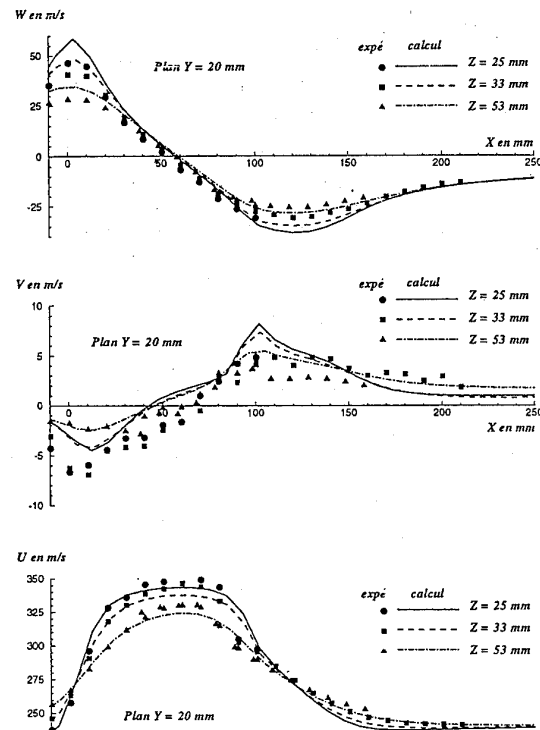 W en m/s
50
25
0
-25
Plan Y = 20 mm
expé calcul
Z = 25 mm
Z = 33 mm
Z = 53 mm
X en mm
0 50 100 150 200 250
V en m/s
10
5
0
-5
-10
Plan Y = 20 mm
expé calcul
Z = 25 mm
Z = 33 mm
Z = 53 mm
0 50 100 150 200 250
X en mm
U en m/s
350
325
300
275
250
Plan Y = 20 mm
expé calcul
Z = 25 mm
Z = 33 mm
Z = 53 mm